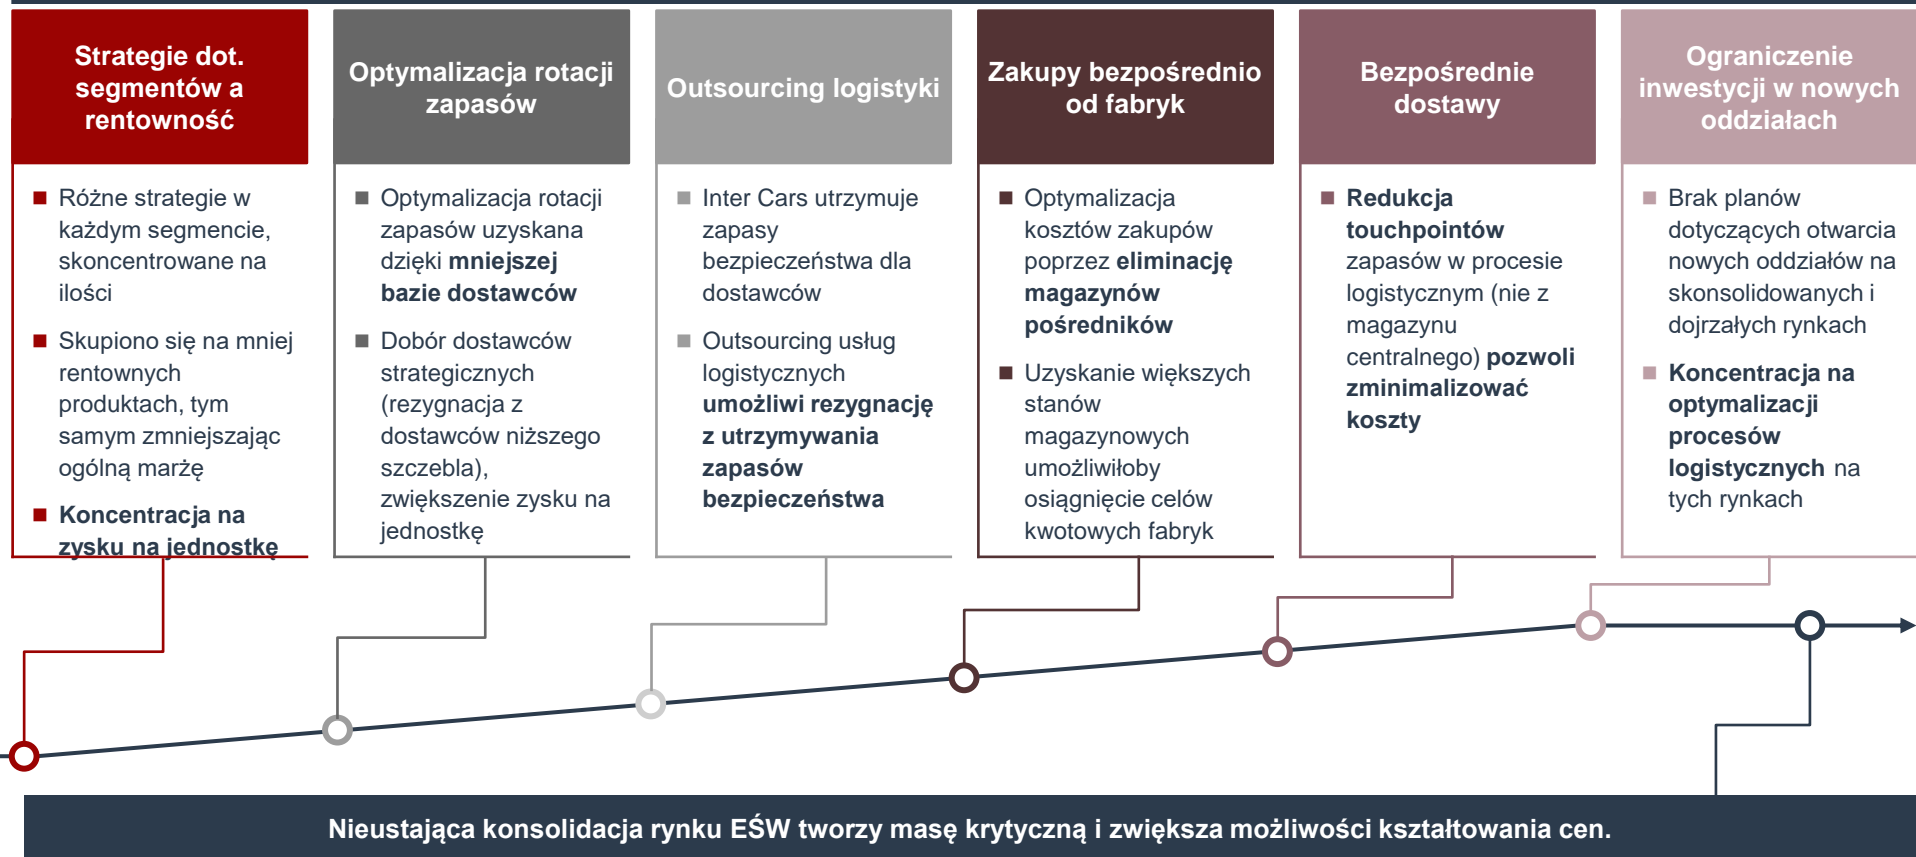 Strategie dot.
segmentów a
rentowność
Różne strategie w
każdym segmencie,
skoncentrowane na
ilości
Skupiono się na mniej
rentownych
produktach, tym
samym zmniejszając
ogólną marżę
Koncentracja na
zysku na jednostkę
Optymalizacja rotacji
zapasów
Optymalizacja rotacji
zapasów uzyskana
dzięki mniejszej
bazie dostawców
Dobór dostawców
strategicznych
(rezygnacja z
dostawców niższego
szczebla),
zwiększenie zysku na
jednostkę
Outsourcing logistyki
Inter Cars utrzymuje
zapasy
bezpieczeństwa dla
dostawców
Outsourcing usług
logistycznych
umożliwi rezygnację
z utrzymywania
zapasów
bezpieczeństwa
Zakupy bezpośrednio
od fabryk
Optymalizacja
kosztów zakupów
poprzez eliminację
magazynów
pośredników
Uzyskanie większych
stanów
magazynowych
umożliwiłoby
osiągnięcie celów
kwotowych fabryk
Bezpośrednie
dostawy
Redukcja
touchpointów
zapasów w procesie
logistycznym (nie z
magazynu
centralnego) pozwoli
zminimalizować
koszty
Ograniczenie
inwestycji w nowych
oddziałach
Brak planów
dotyczących otwarcia
nowych oddziałów na
skonsolidowanych i
dojrzałych rynkach
Koncentracja na
optymalizacji
procesów
logistycznych na
tych rynkach
Nieustająca konsolidacja rynku EŚW tworzy masę krytyczną i zwiększa możliwości kształtowania cen.